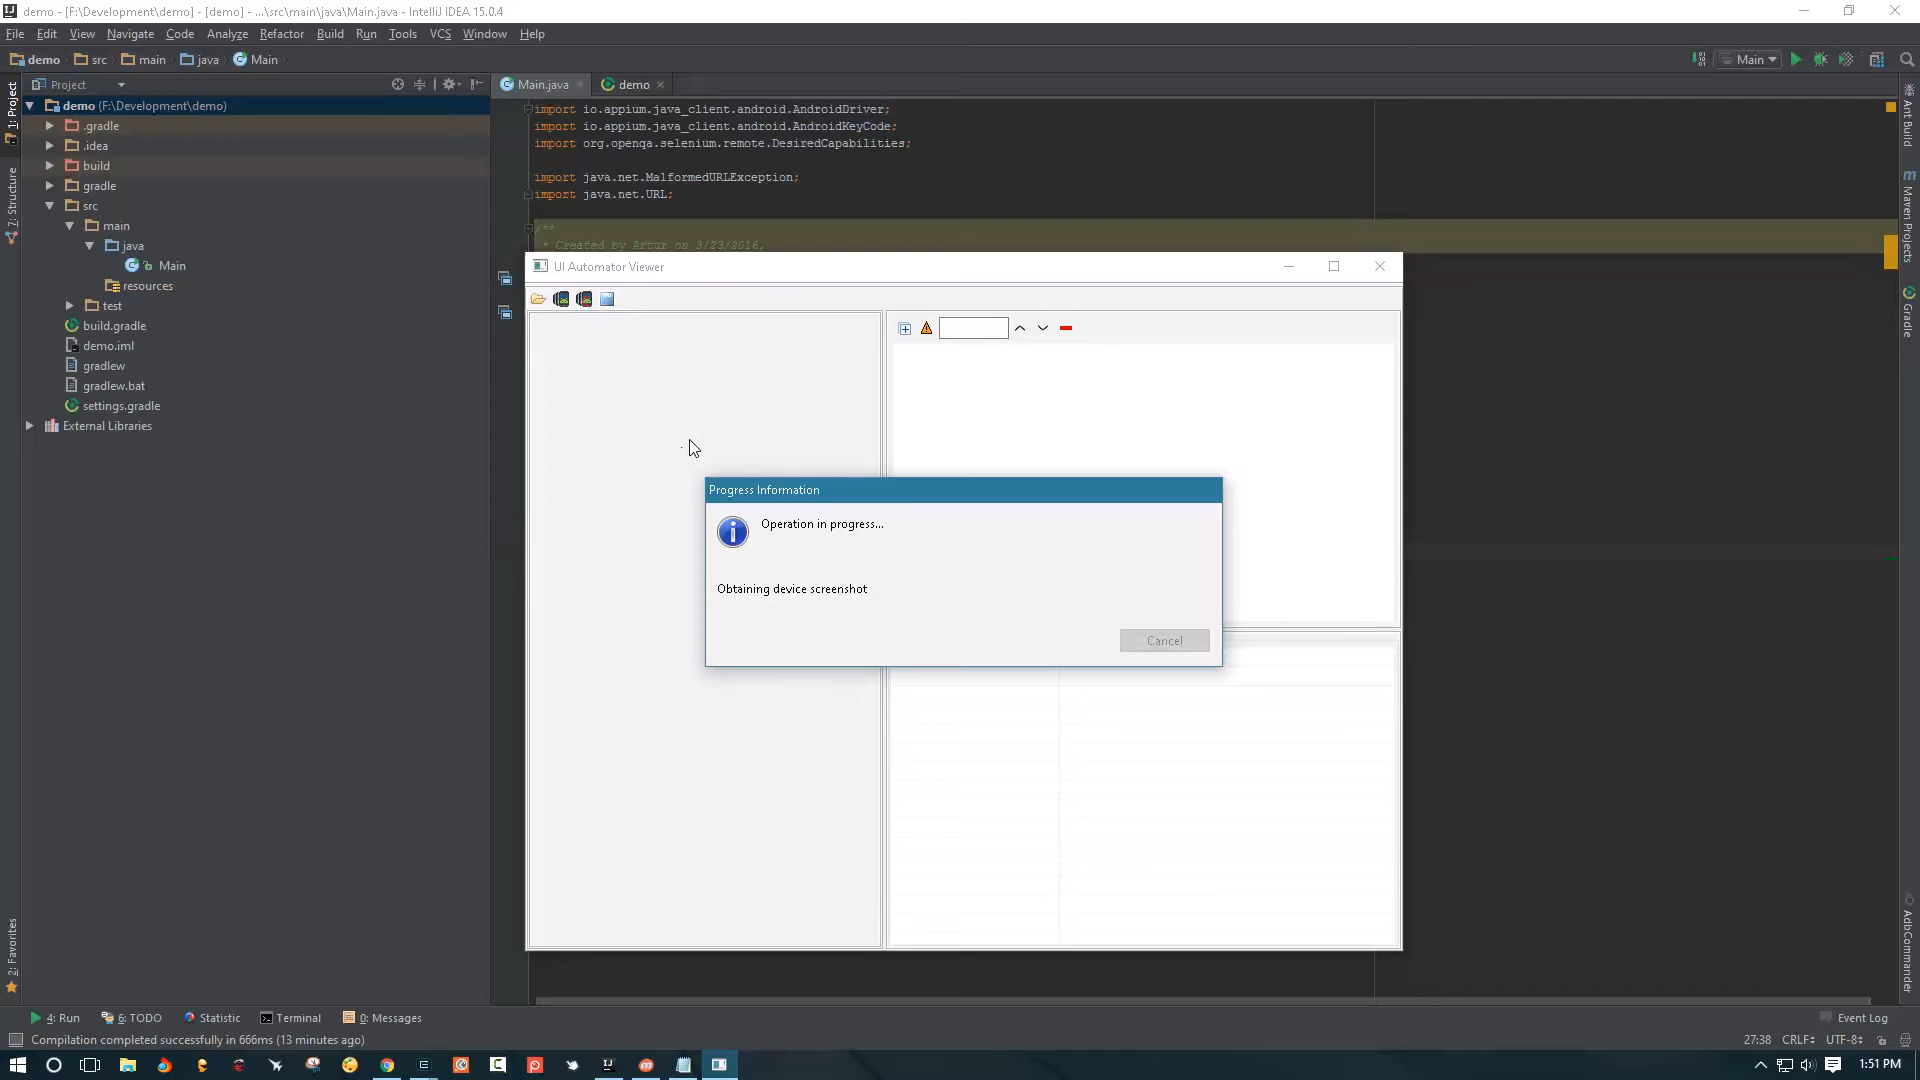 demo - [F:\Development\demo] - [demo] - ...\src\main\java\Main.java - IntelliJ IDEA 15.0.4
File Edit View Navigate Code Analyze Refactor Build Run Tools VCS Window Help
demo src main java Main
Main
Project
Main.java
demo
1: Project
7: Structure
2: Favorites
demo (F:\Development\demo)
.gradle
.idea
build
gradle
src
main
java
Main
resources
test
build.gradle
demo.iml
gradlew
gradlew.bat
settings.gradle
External Libraries
import io.appium.java_client.android.AndroidDriver;
import io.appium.java_client.android.AndroidKeyCode;
import org.openqa.selenium.remote.DesiredCapabilities;
import java.net.MalformedURLException;
import java.net.URL;
/**
* Created by Artur on 3/23/2016.
UI Automator Viewer
Progress Information
Operation in progress...
Obtaining device screenshot
Cancel
Ant Build
Maven Projects
Gradle
AdbCommander
4: Run 6: TODO Statistic Terminal 0: Messages
Event Log
Compilation completed successfully in 666ms (13 minutes ago)
27:38 CRLF UTF-8
1:51 PM